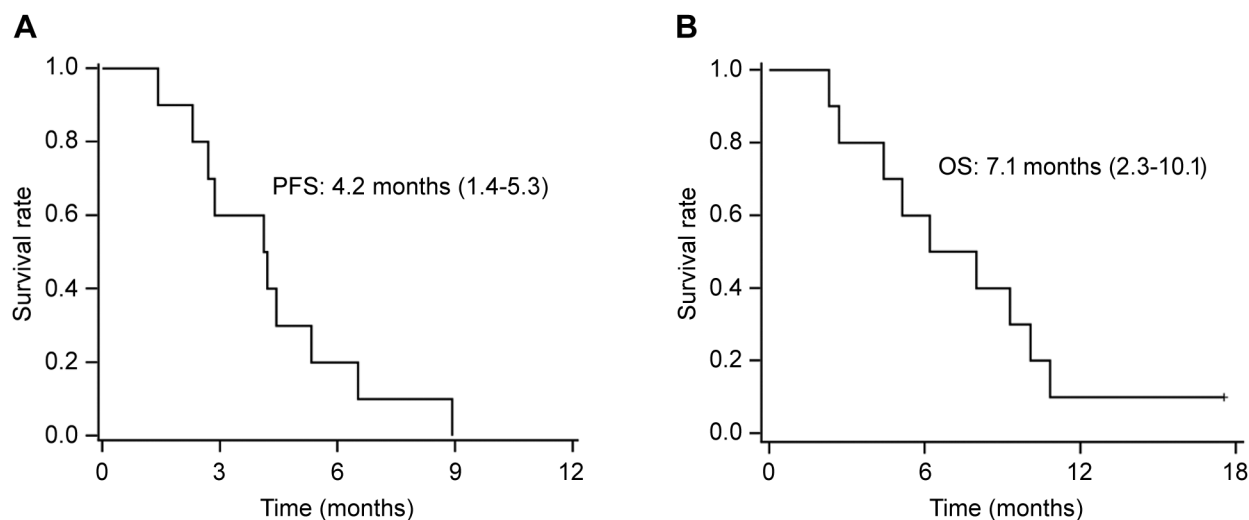 A
B
1.0
0.8
0.6
0.4
0.2
0.0
Survival rate
PFS: 4.2 months (1.4-5.3)
0 3 6 9 12
Time (months)
1.0
0.8
0.6
0.4
0.2
0.0
Survival rate
OS: 7.1 months (2.3-10.1)
0 6 12 18
Time (months)